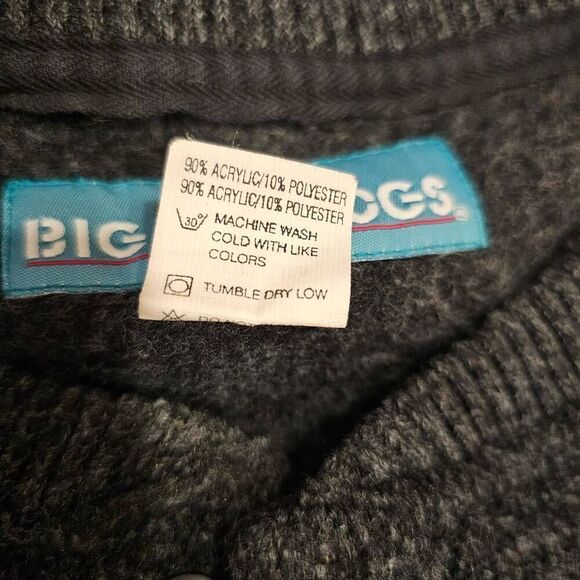 90% ACRYLIC/10% POLYESTER
90% ACRYLIC/10% POLYESTER
30° MACHINE WASH
COLD WITH LIKE
COLORS
TUMBLE DRY LOW
BIG
GS®